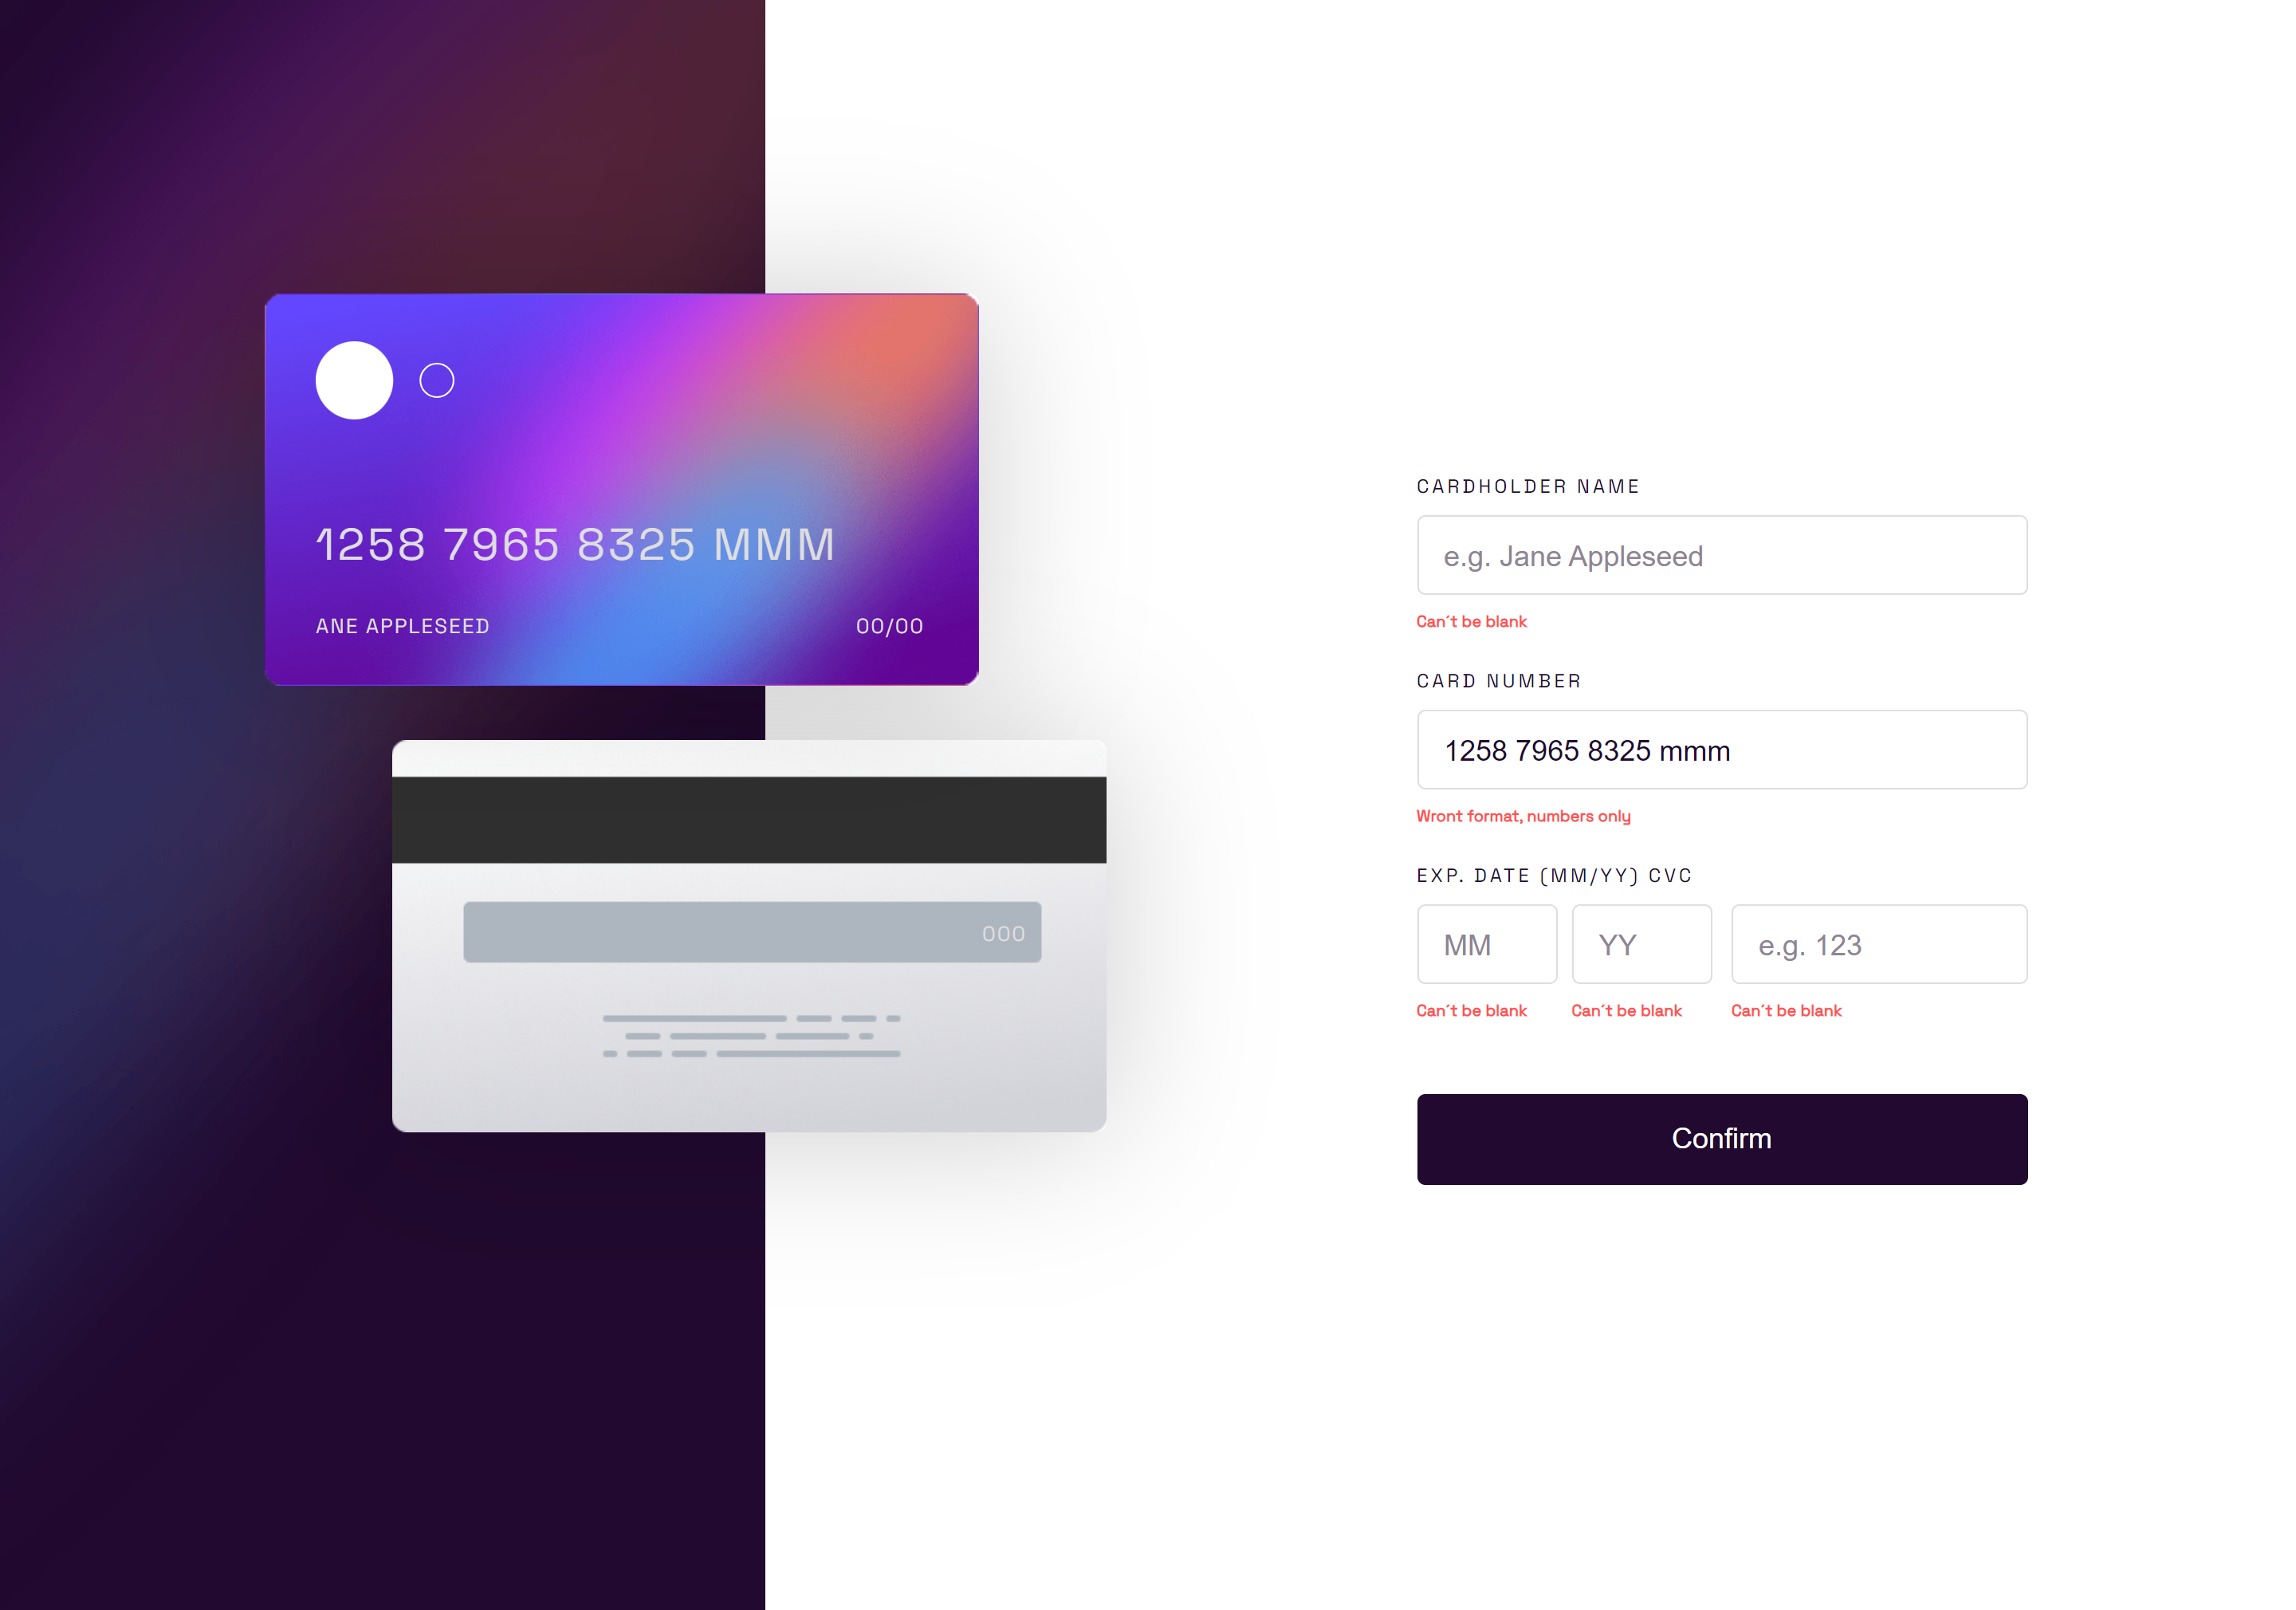 1258 7965 8325 MMM
ANE APPLESEED 00/00
000
CARDHOLDER NAME
e.g. Jane Appleseed
Can´t be blank
CARD NUMBER
1258 7965 8325 mmm
Wront format, numbers only
EXP. DATE (MM/YY) CVC
MM YY e.g. 123
Can´t be blank Can´t be blank Can´t be blank
Confirm